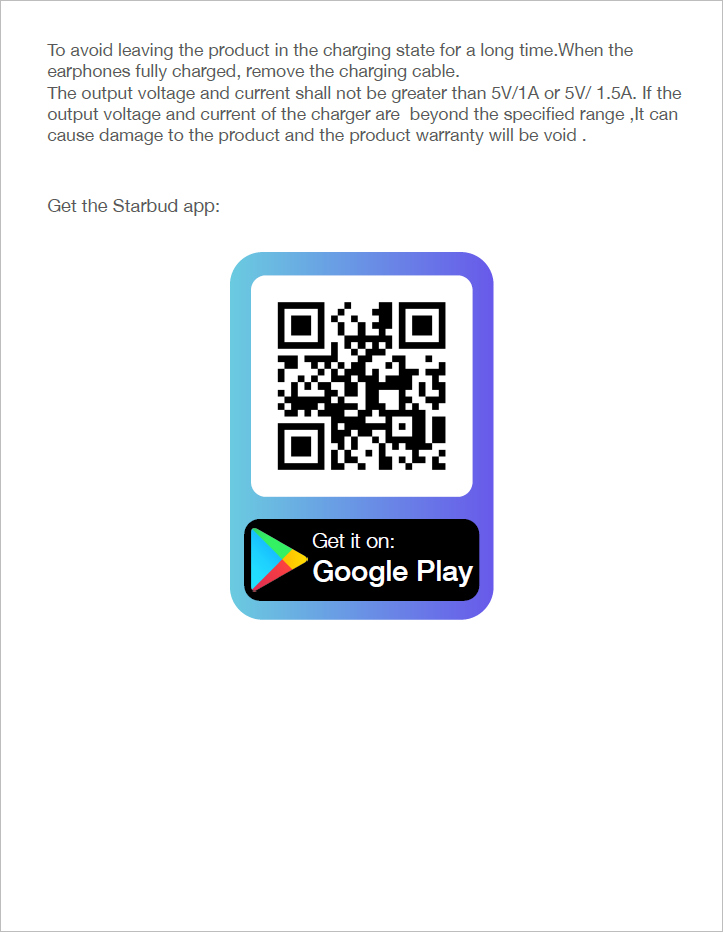 To avoid leaving the product in the charging state for a long time.When the
earphones fully charged, remove the charging cable.
The output voltage and current shall not be greater than 5V/1A or 5V/ 1.5A. If the
output voltage and current of the charger are  beyond the specified range ,It can
cause damage to the product and the product warranty will be void .
Get the Starbud app:
Get it on:
Google Play